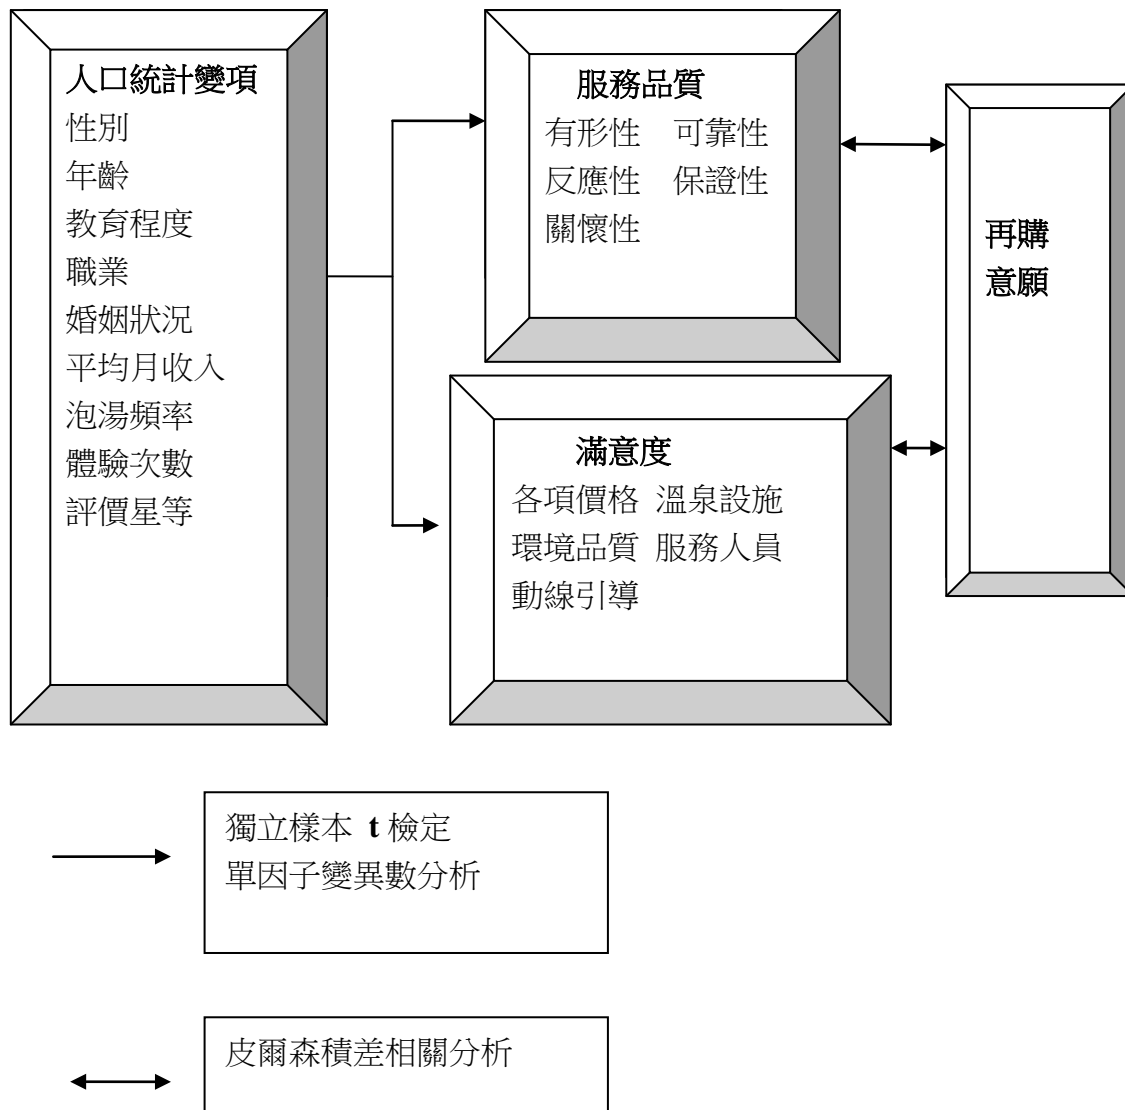 人口統計變項
性別
年齡
教育程度
職業
婚姻狀況
平均月收入
泡湯頻率
體驗次數
評價星等
服務品質
有形性 可靠性
反應性 保證性
關懷性
滿意度
各項價格 溫泉設施
環境品質 服務人員
動線引導
再購
意願
獨立樣本 t 檢定
單因子變異數分析
皮爾森積差相關分析